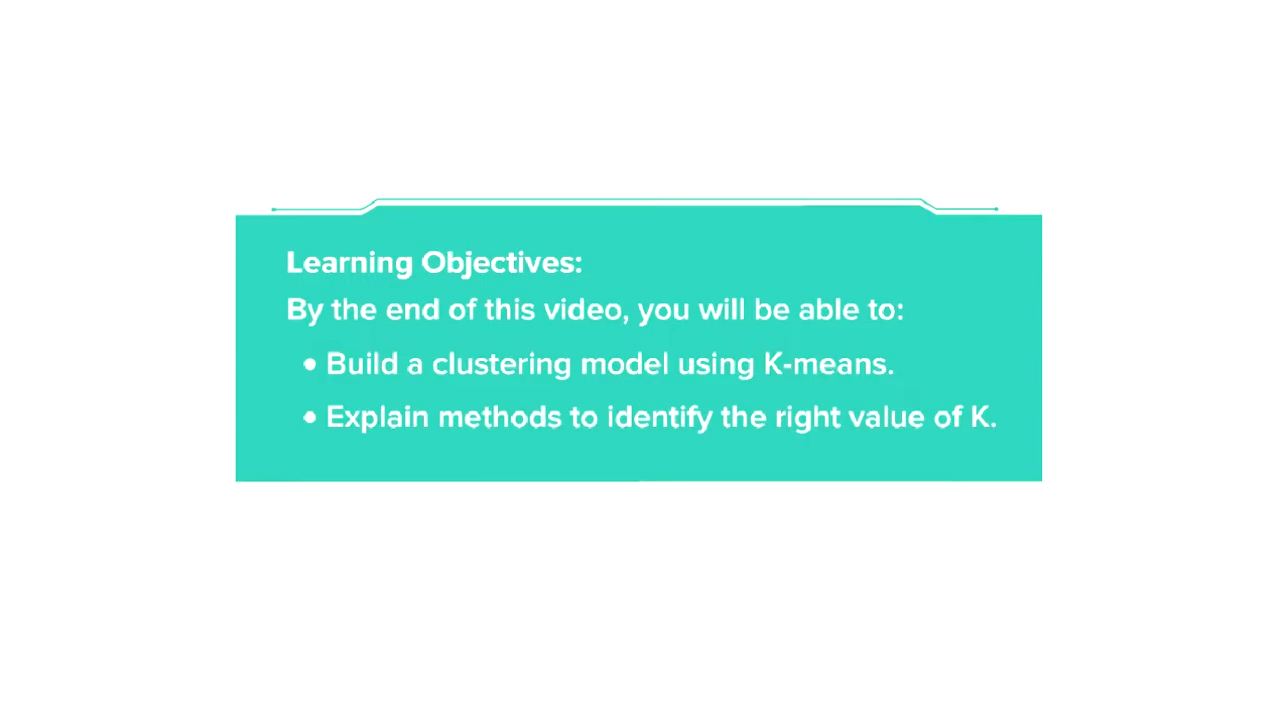 Learning Objectives:
By the end of this video, you will be able to:
• Build a clustering model using K-means.
• Explain methods to identify the right value of K.